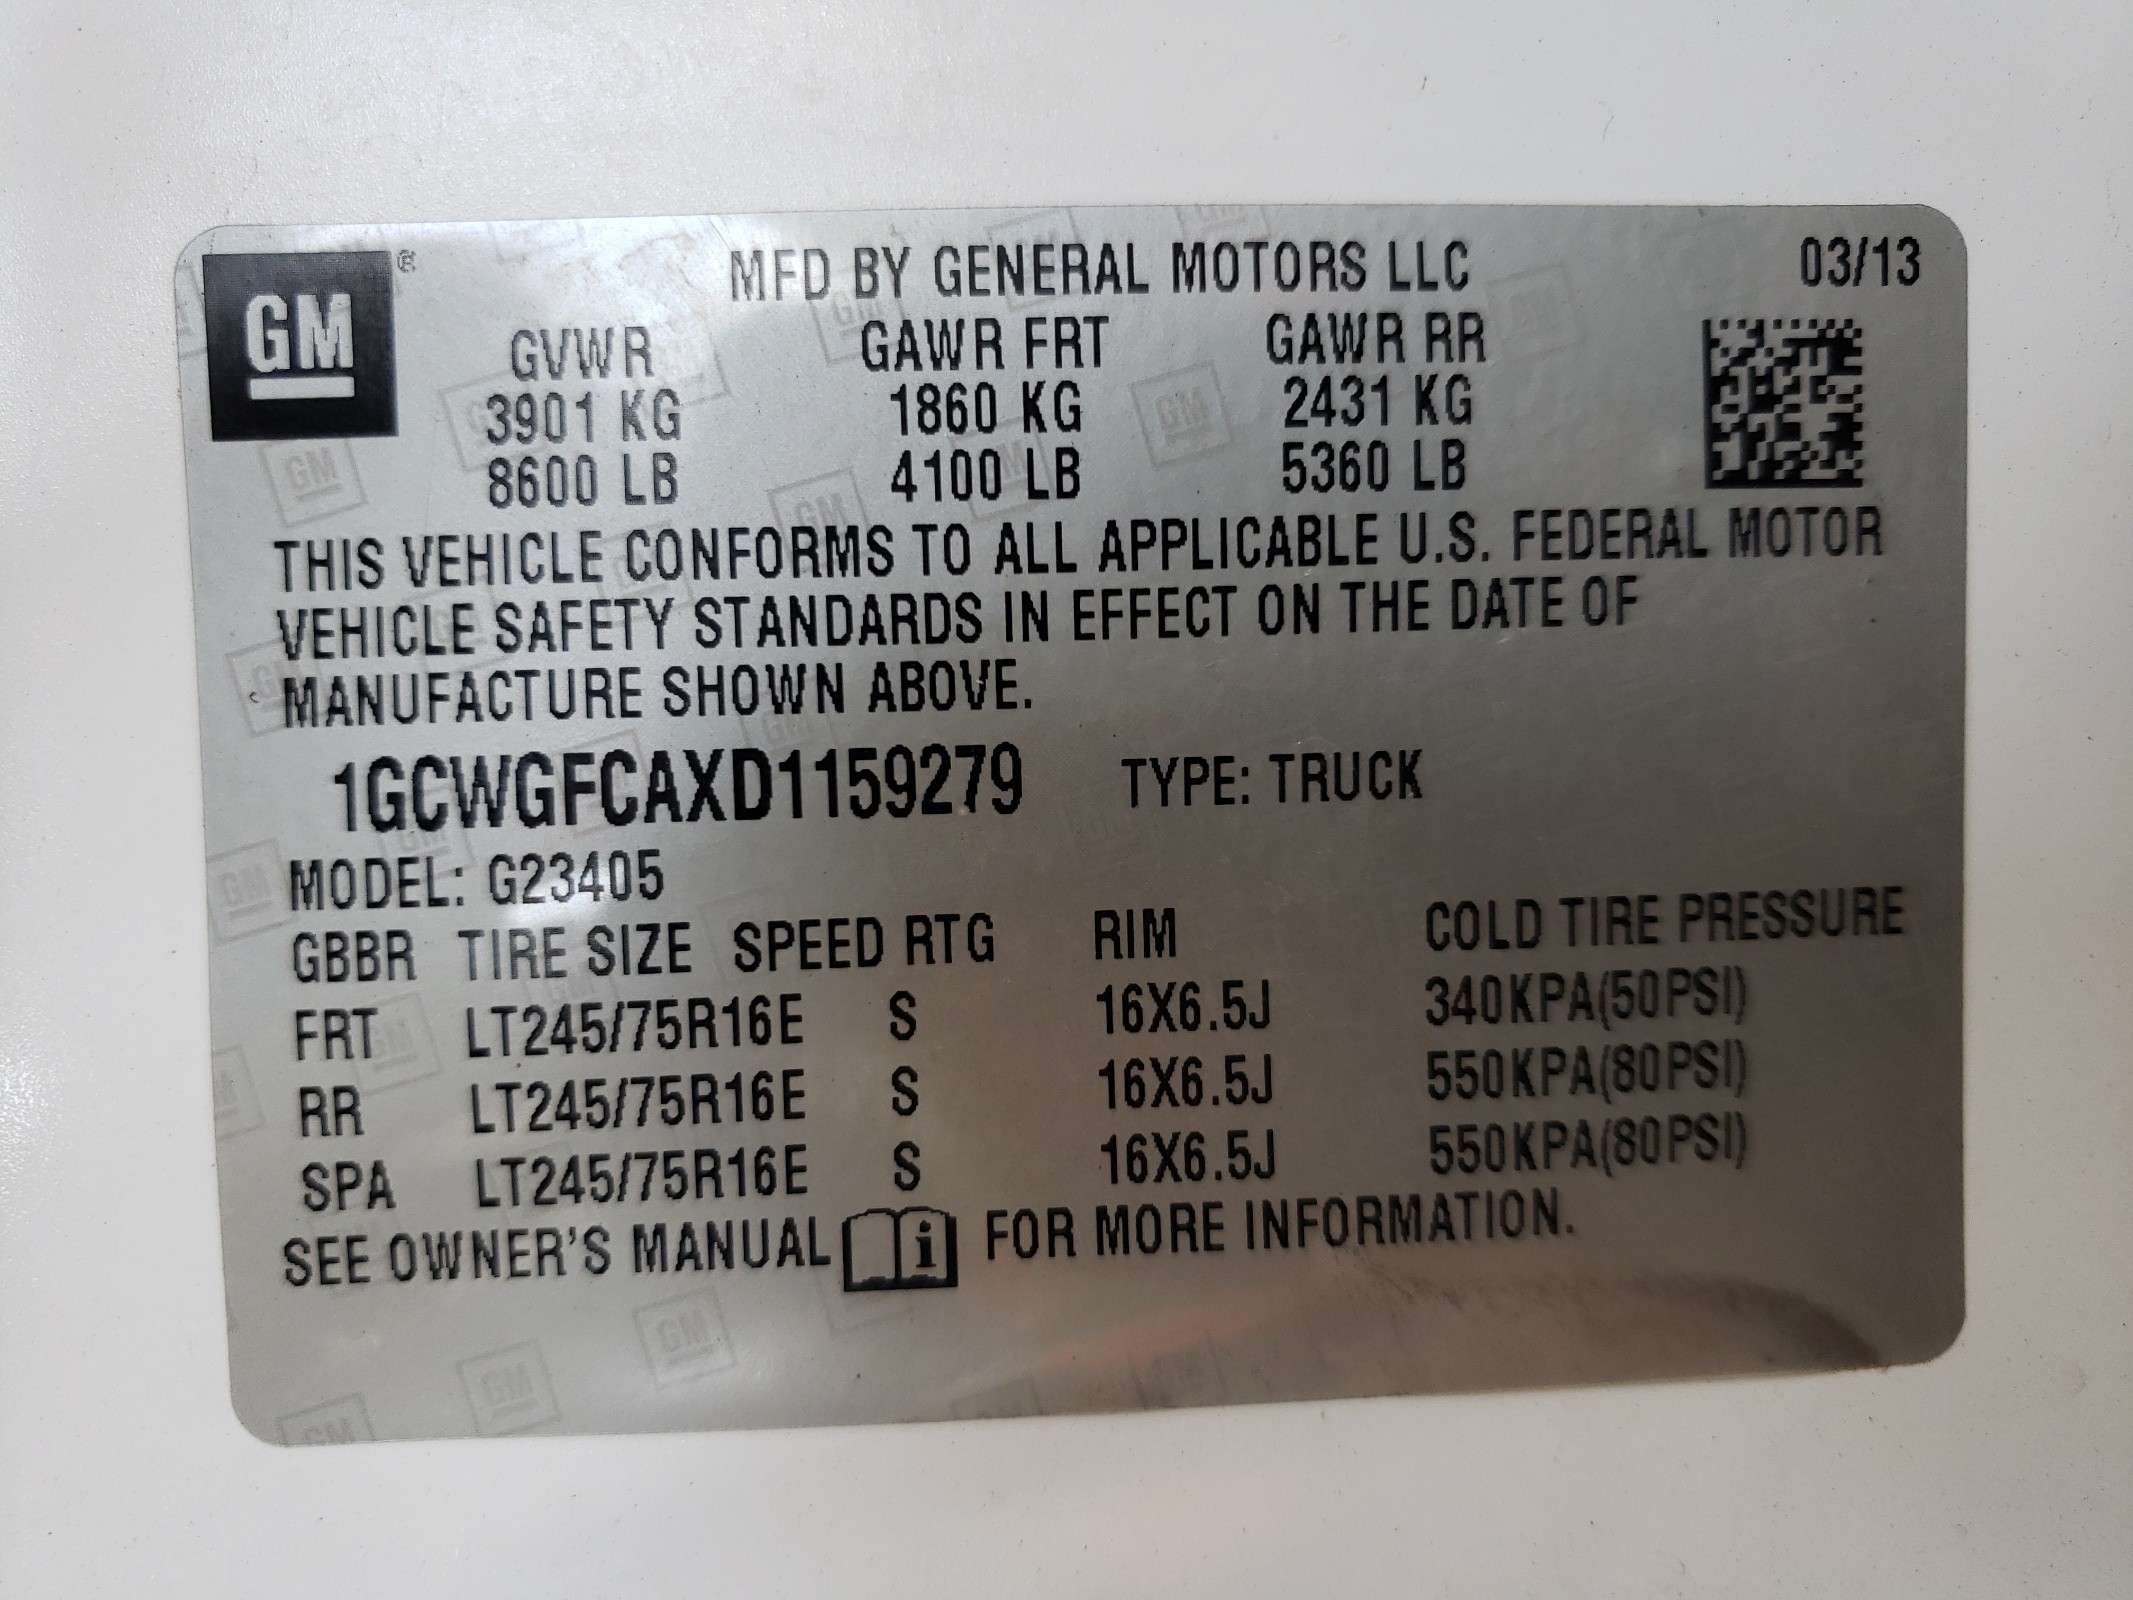 GM ®
MFD BY GENERAL MOTORS LLC 03/13
GVWR GAWR FRT GAWR RR
3901 KG 1860 KG 2431 KG
8600 LB 4100 LB 5360 LB
THIS VEHICLE CONFORMS TO ALL APPLICABLE U.S. FEDERAL MOTOR
VEHICLE SAFETY STANDARDS IN EFFECT ON THE DATE OF
MANUFACTURE SHOWN ABOVE.
1GCWGFCAXD1159279 TYPE: TRUCK
MODEL: G23405
GBBR TIRE SIZE SPEED RTG RIM COLD TIRE PRESSURE
FRT LT245/75R16E S 16X6.5J 340KPA(50PSI)
RR LT245/75R16E S 16X6.5J 550KPA(80PSI)
SPA LT245/75R16E S 16X6.5J 550KPA(80PSI)
SEE OWNER'S MANUAL i FOR MORE INFORMATION.